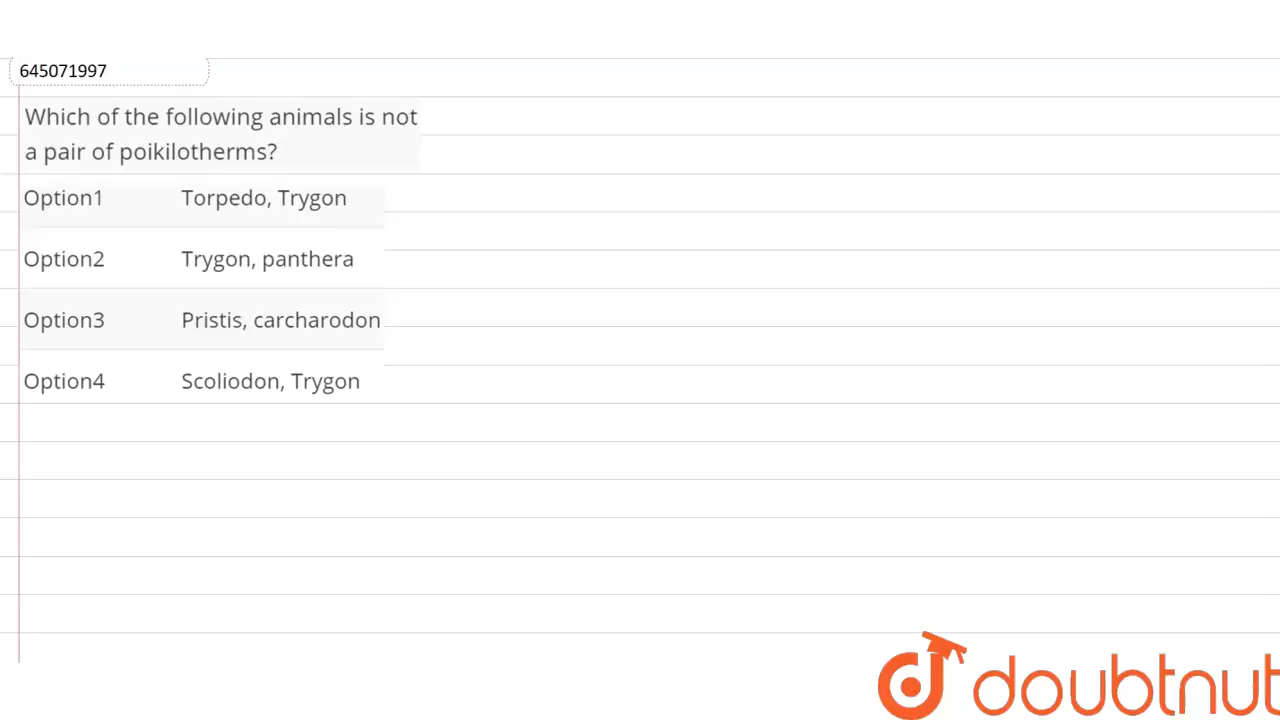 645071997
Which of the following animals is not
a pair of poikilotherms?
Option1 Torpedo, Trygon
Option2 Trygon, panthera
Option3 Pristis, carcharodon
Option4 Scoliodon, Trygon
doubtnut